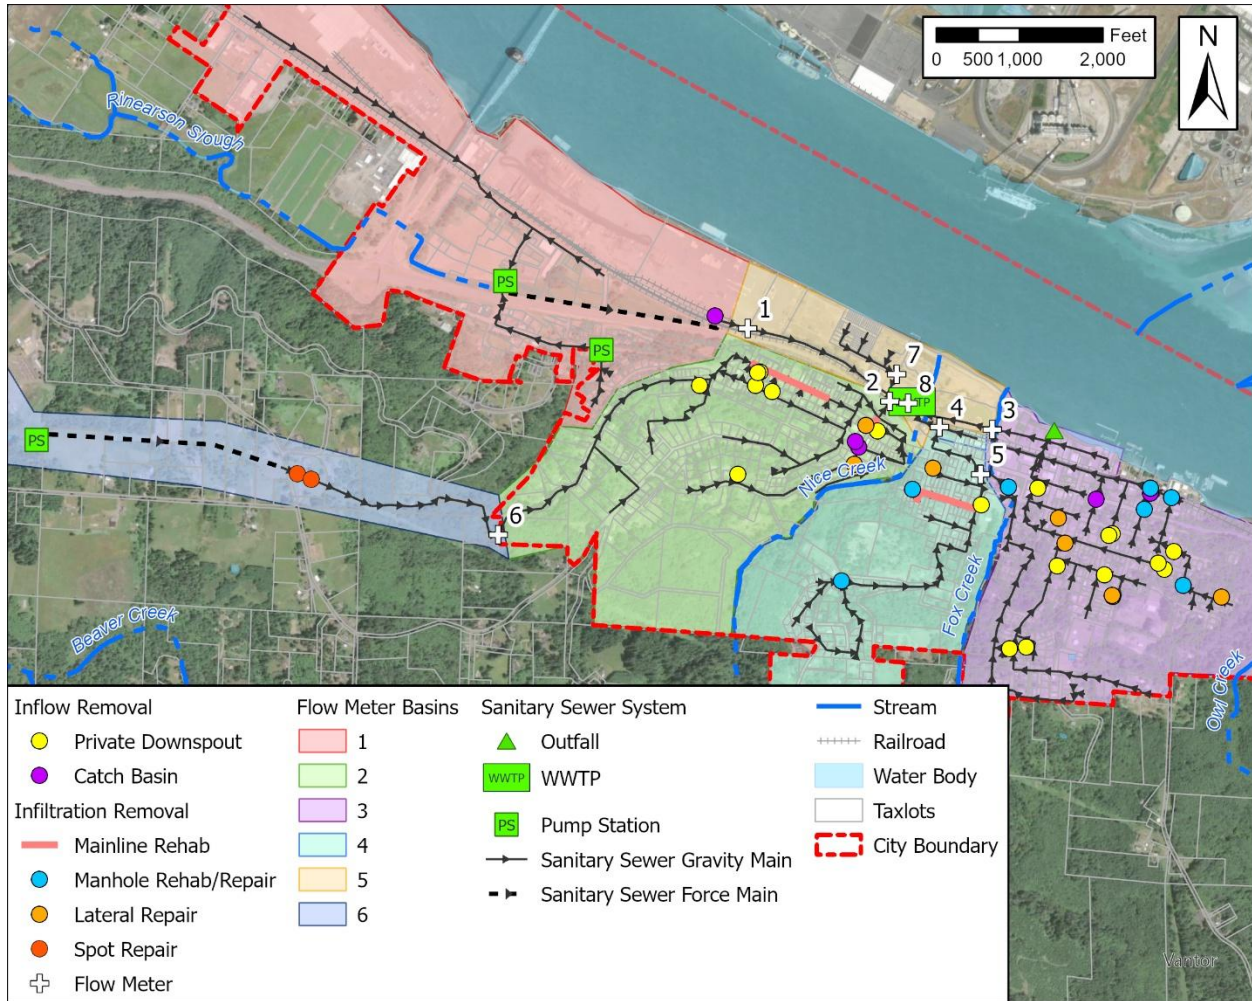 Feet
0 500 1,000 2,000
N
Rinearson Slough
PS
1
PS
7
2 8
WWTP
4 3
PS
5
Nice Creek
6
Fox Creek
Beaver Creek
Owl Creek
Inflow Removal
Private Downspout
Catch Basin
Infiltration Removal
Mainline Rehab
Manhole Rehab/Repair
Lateral Repair
Spot Repair
Flow Meter
Flow Meter Basins
1
2
3
4
5
6
Sanitary Sewer System
Outfall
WWTP WWTP
PS Pump Station
Sanitary Sewer Gravity Main
Sanitary Sewer Force Main
Stream
Railroad
Water Body
Taxlots
City Boundary
Vantor